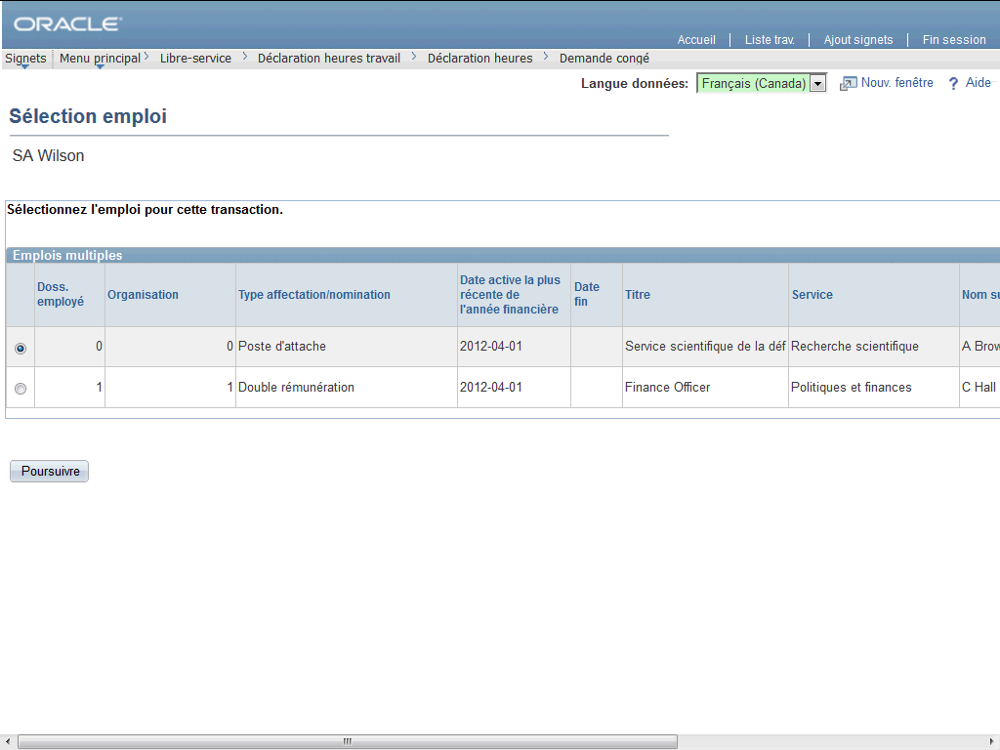 ORACLE
Accueil Liste trav. Ajout signets Fin session
Signets Menu principal Libre-service Déclaration heures travail Déclaration heures Demande congé
Langue données: Français (Canada) Nouv. fenêtre ? Aide
Sélection emploi
SA Wilson
Sélectionnez l'emploi pour cette transaction.
Emplois multiples
Doss. employé Organisation Type affectation/nomination Date active la plus récente de l'année financière Date fin Titre Service Nom su
0 0 Poste d'attache 2012-04-01 Service scientifique de la déf Recherche scientifique A Brow
1 1 Double rémunération 2012-04-01 Finance Officer Politiques et finances C Hall
Poursuivre